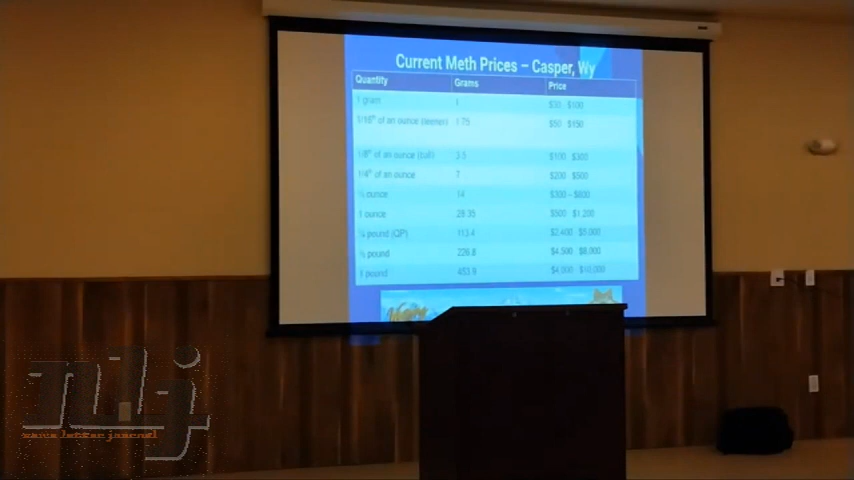 Current Meth Prices – Casper, Wy
Quantity Grams Price
1 gram 1 $50 - $100
1/16th of an ounce (teener) 1.75 $50 - $150
1/8th of an ounce (ball) 3.5 $100 - $300
1/4th of an ounce 7 $200 - $500
½ ounce 14 $300 – $800
1 ounce 28.35 $500 - $1,200
¼ pound (QP) 113.4 $2,400 - $5,000
½ pound 226.8 $4,500 - $8,000
1 pound 453.9 $4,000 - $10,000
nlj